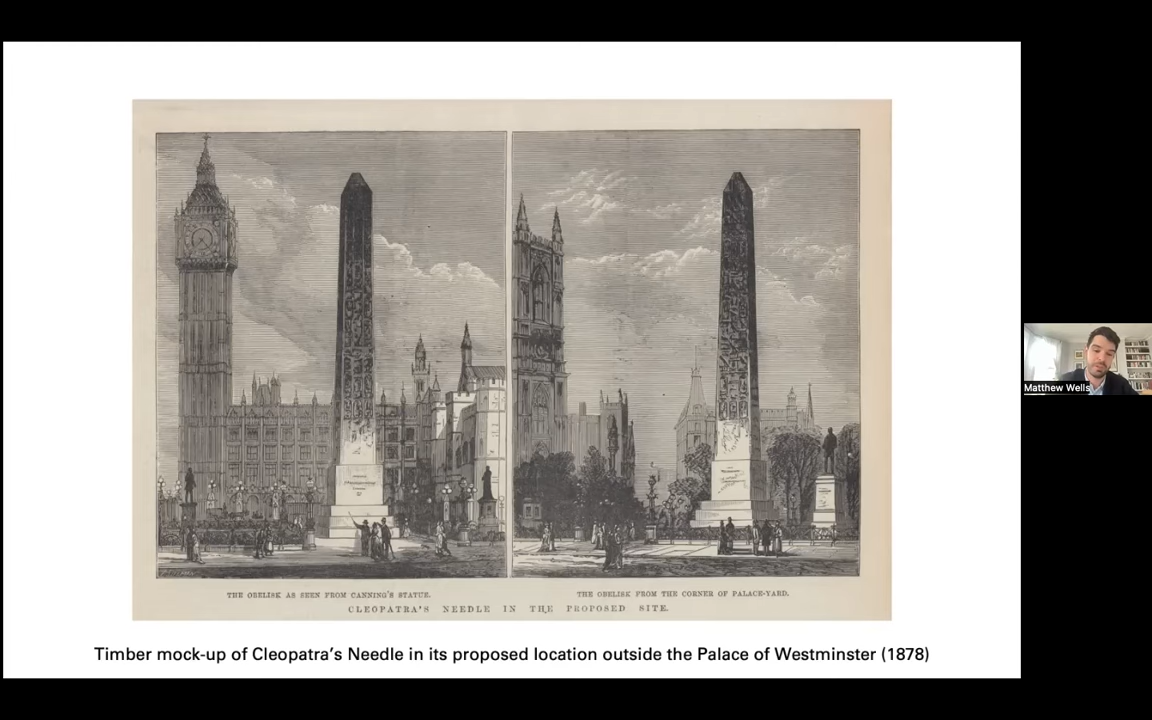 THE OBELISK AS SEEN FROM CANNING'S STATUE.
THE OBELISK FROM THE CORNER OF PALACE-YARD.
CLEOPATRA'S NEEDLE IN THE PROPOSED SITE.
Timber mock-up of Cleopatra's Needle in its proposed location outside the Palace of Westminster (1878)
Matthew Wells